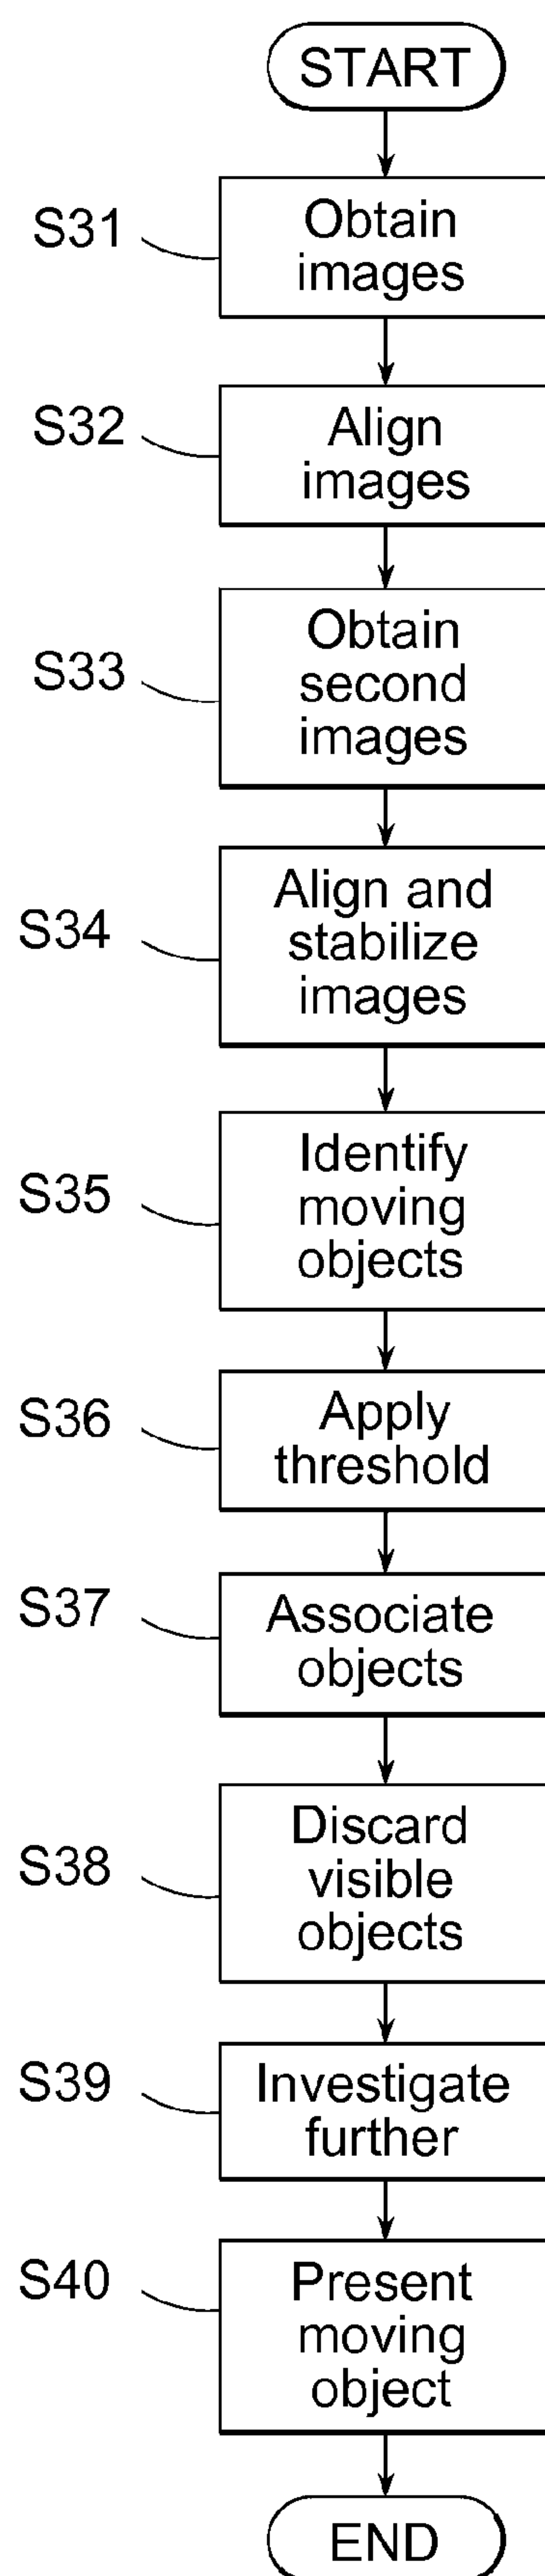 START
S31
Obtain
images
S32
Align
images
S33
Obtain
second
images
S34
Align and
stabilize
images
S35
Identify
moving
objects
S36
Apply
threshold
S37
Associate
objects
S38
Discard
visible
objects
S39
Investigate
further
S40
Present
moving
object
END